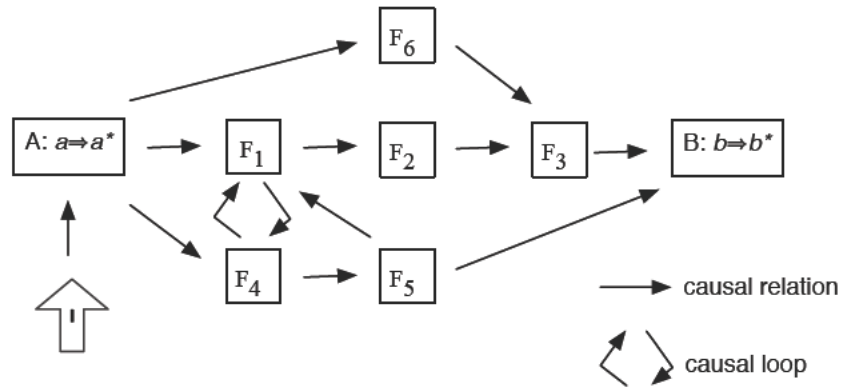 F6
A: a⇒a*
F1
F2
F3
B: b⇒b*
F4
F5
I
causal relation
causal loop